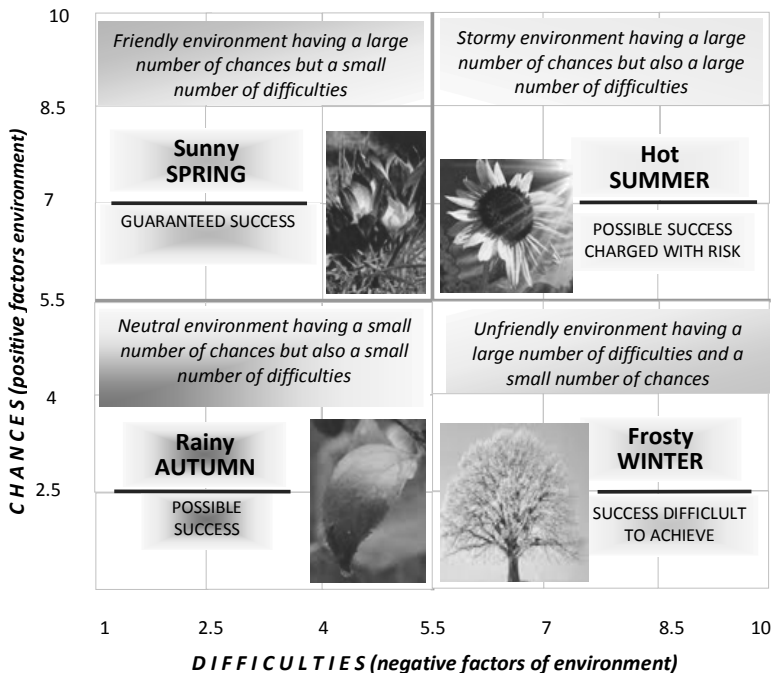 10
Friendly environment having a large
number of chances but a small
number of difficulties
Stormy environment having a large
number of chances but also a large
number of difficulties
8.5
Sunny
SPRING
GUARANTEED SUCCESS
Hot
SUMMER
POSSIBLE SUCCESS
CHARGED WITH RISK
7
5.5
Neutral environment having a small
number of chances but also a small
number of difficulties
Unfriendly environment having a
large number of difficulties and a
small number of chances
4
Rainy
AUTUMN
POSSIBLE
SUCCESS
Frosty
WINTER
SUCCESS DIFFICLULT
TO ACHIEVE
2.5
CHANCES (positive factors environment)
1 2.5 4 5.5 7 8.5 10
DIFFICULTIES (negative factors of environment)